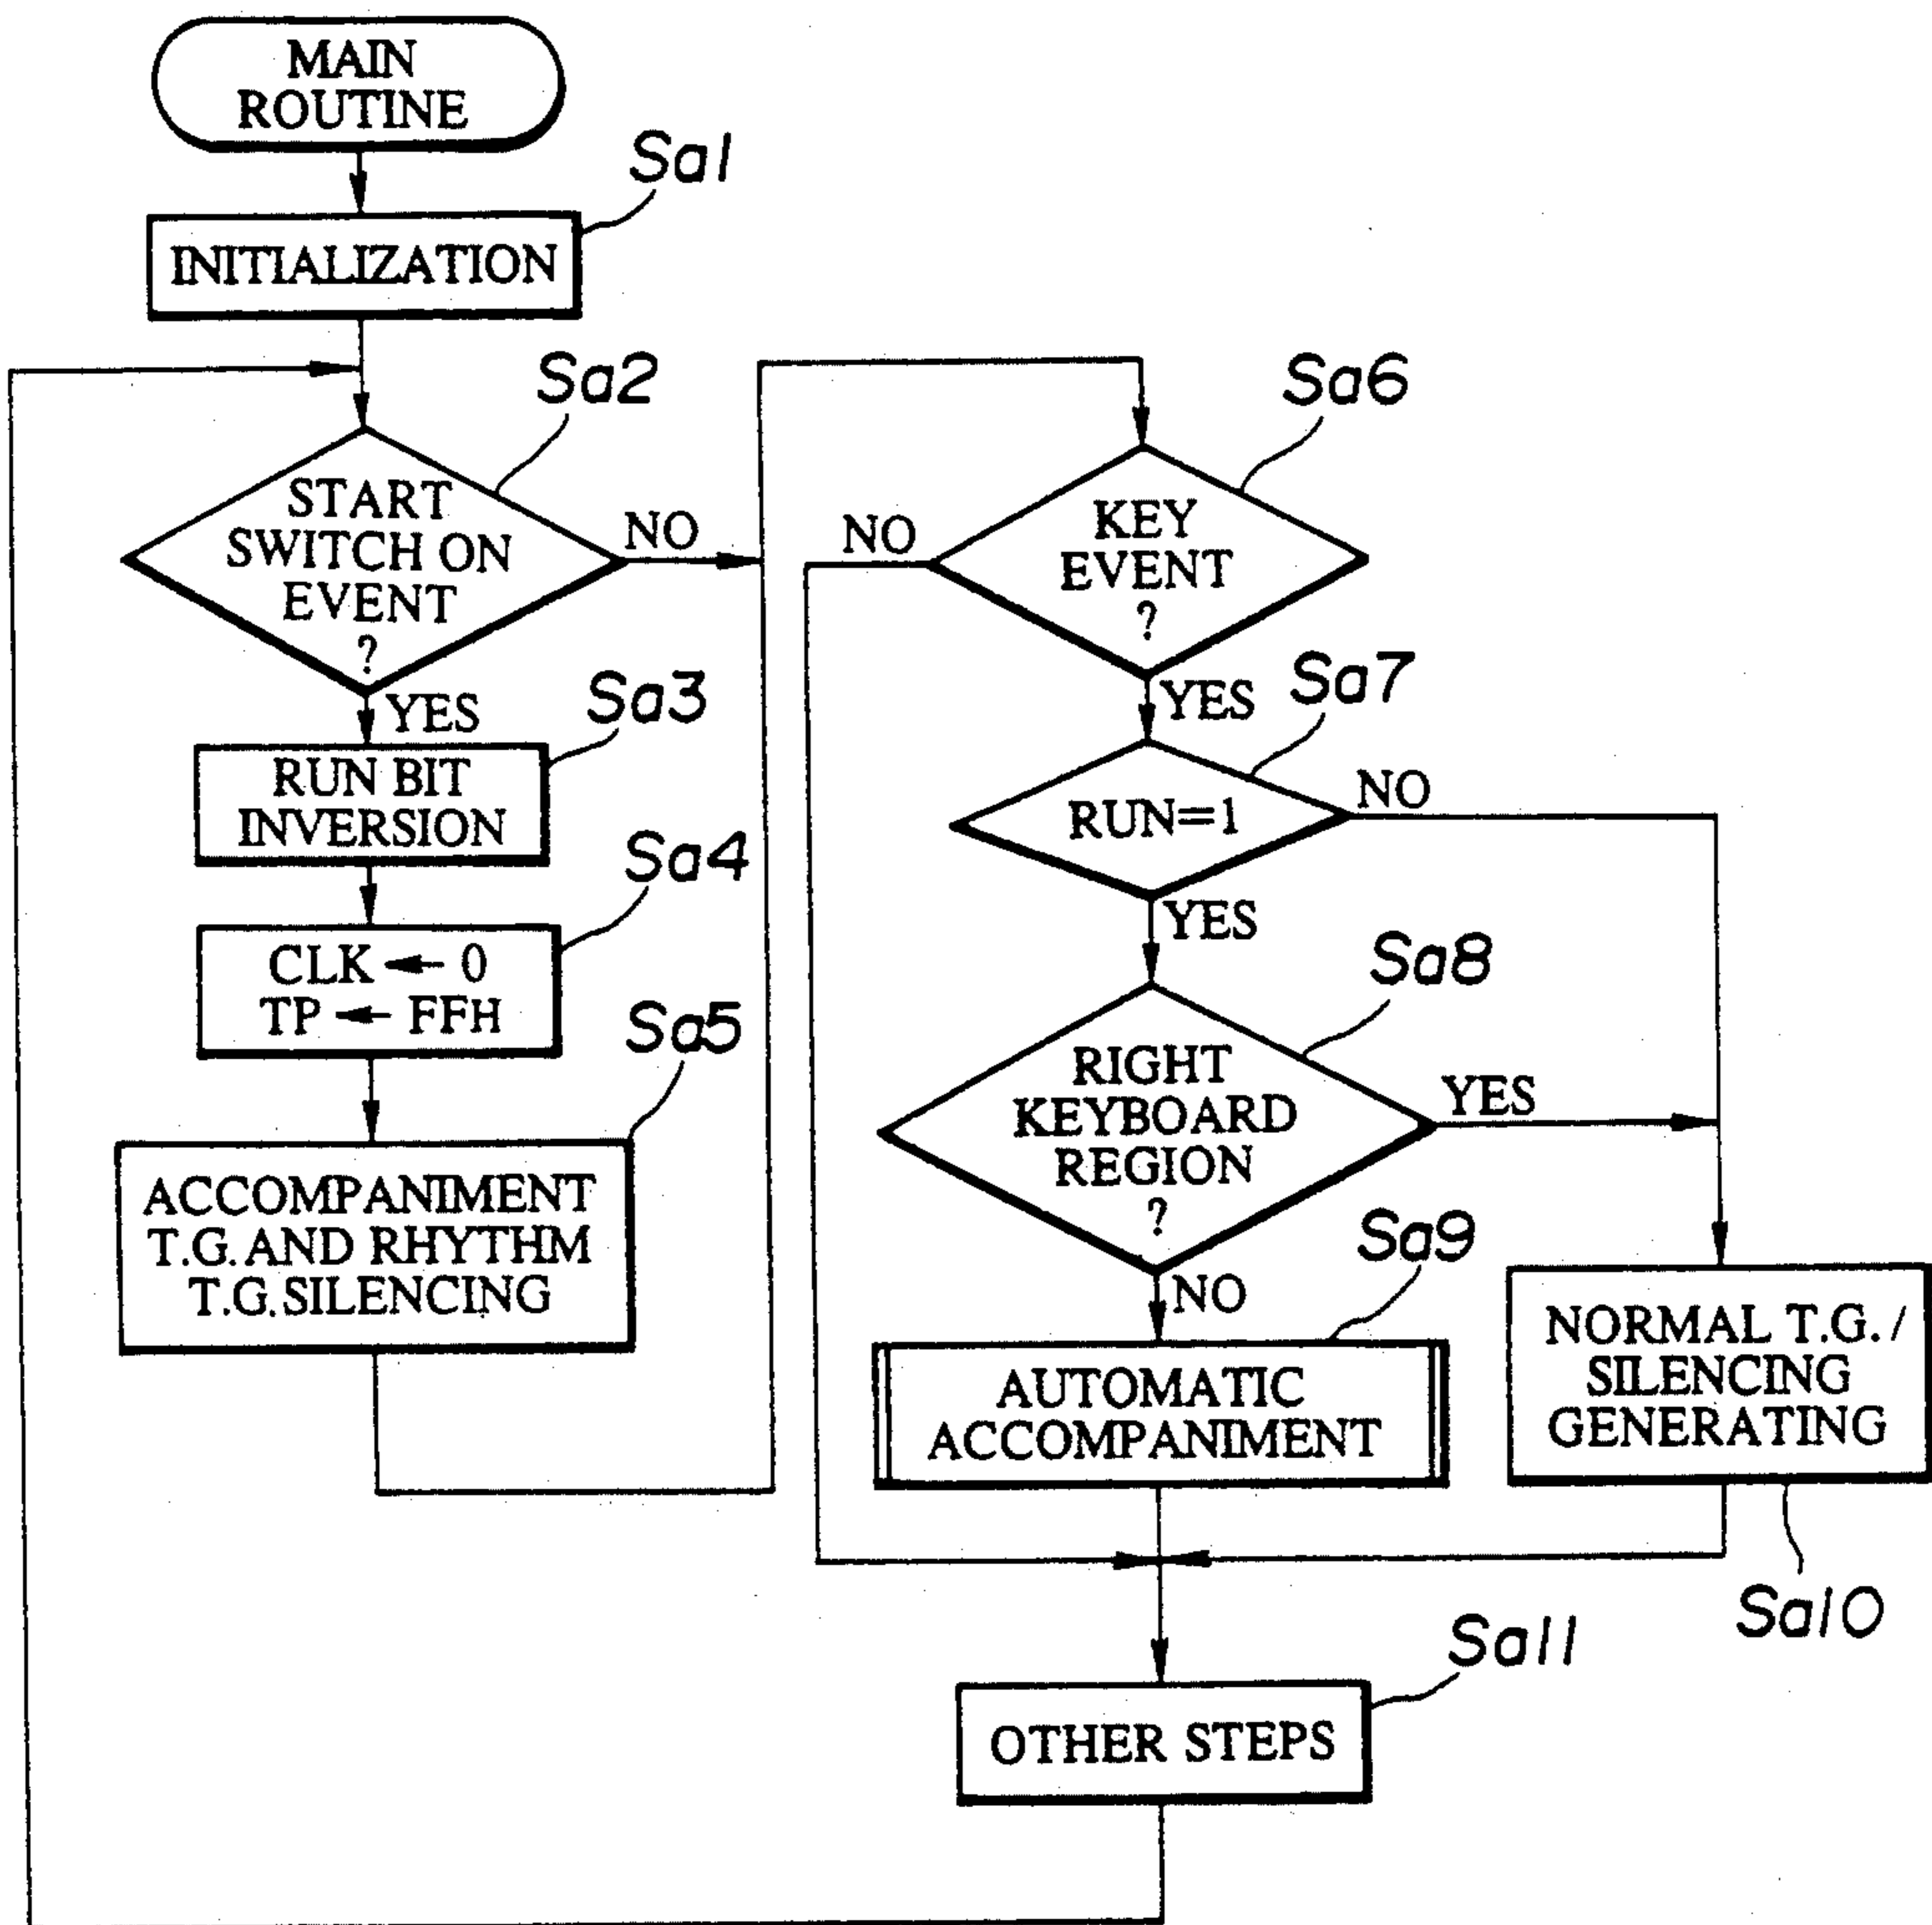 MAIN
ROUTINE
Sa1
INITIALIZATION
Sa2
START
SWITCH ON
EVENT
?
NO
YES
Sa3
RUN BIT
INVERSION
Sa4
CLK ← 0
TP ← FFH
Sa5
ACCOMPANIMENT
T.G. AND RHYTHM
T.G. SILENCING
Sa6
KEY
EVENT
?
NO
YES
Sa7
RUN=1
NO
YES
Sa8
RIGHT
KEYBOARD
REGION
?
YES
NO
Sa9
AUTOMATIC
ACCOMPANIMENT
NORMAL T.G. /
SILENCING
GENERATING
Sa10
Sa11
OTHER STEPS